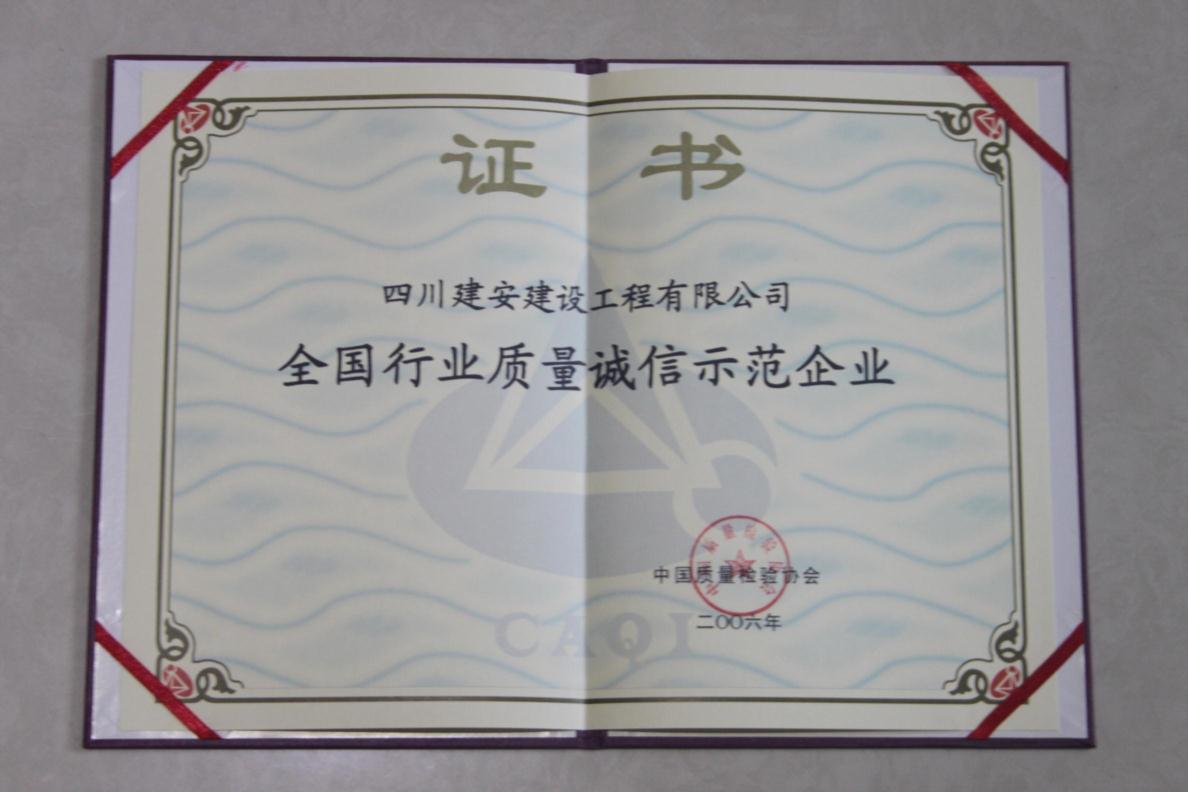 证书
四川建安建设工程有限公司
全国行业质量诚信示范企业
中国质量检验协会
二〇〇六年
CAQI